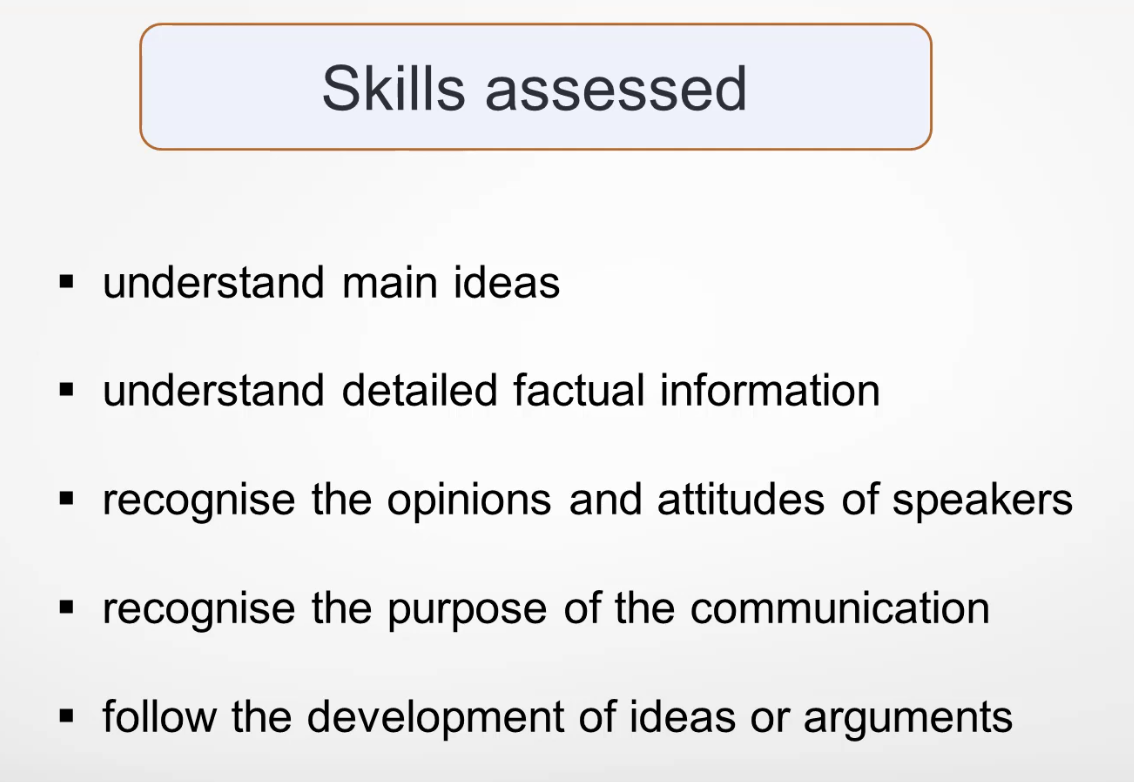 Skills assessed
▪ understand main ideas
▪ understand detailed factual information
▪ recognise the opinions and attitudes of speakers
▪ recognise the purpose of the communication
▪ follow the development of ideas or arguments